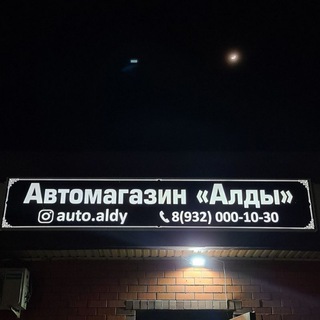 Автомагазин «Алды»
auto.aldy 8(932) 000-10-30